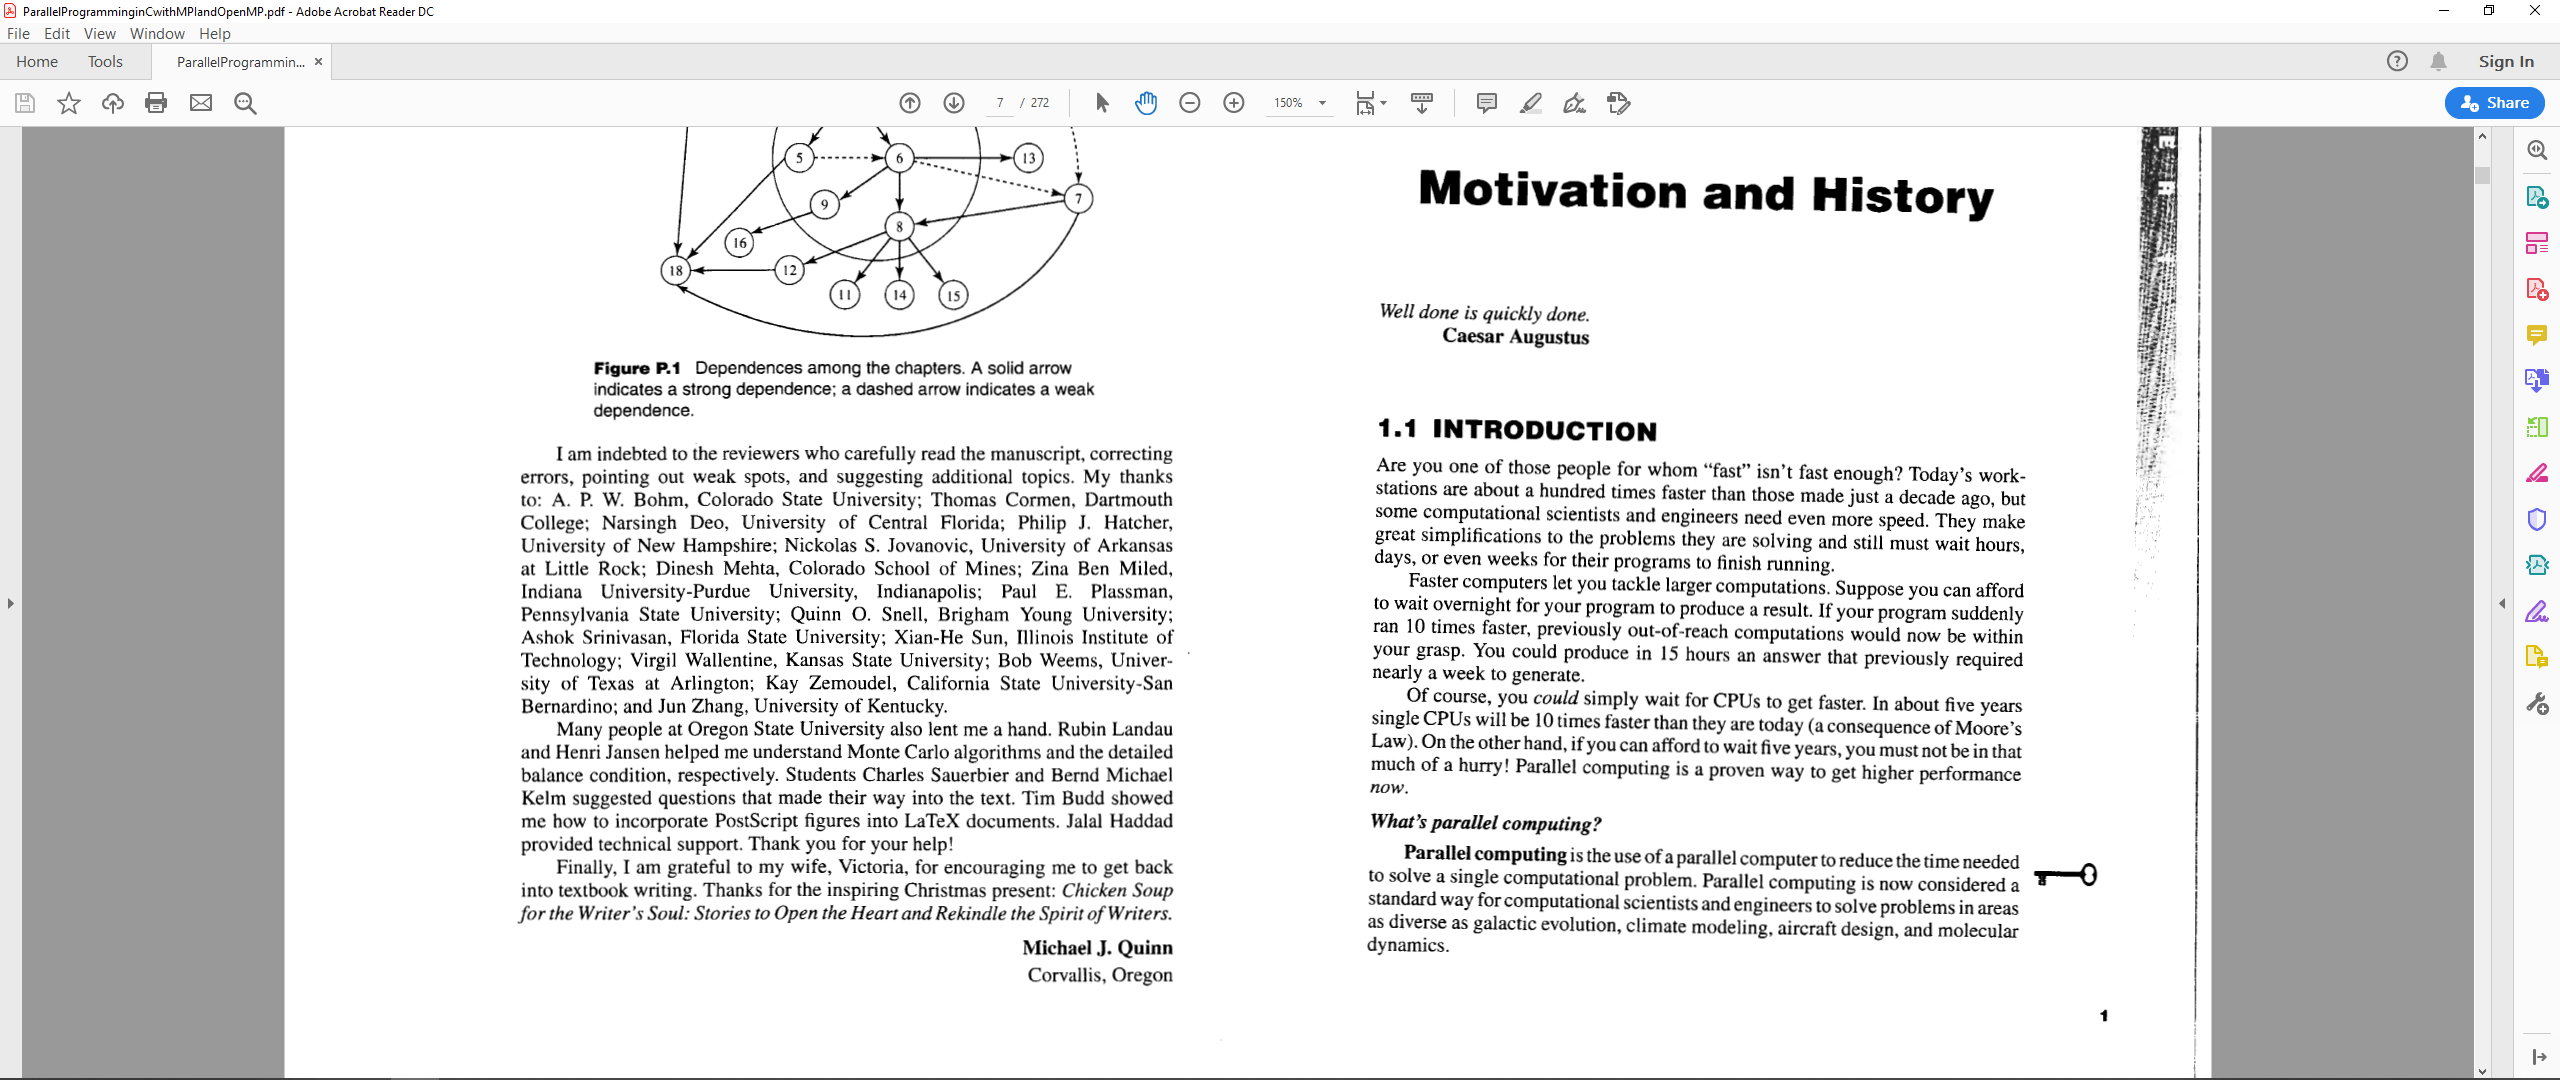 ParallelProgramminginCwithMPIandOpenMP.pdf - Adobe Acrobat Reader DC
File Edit View Window Help
Home Tools ParallelProgrammin... × Sign In
7 / 272 150% Share
5 6 13
9 7
8
16
18 12
11 14 15
Figure P.1 Dependences among the chapters. A solid arrow
indicates a strong dependence; a dashed arrow indicates a weak
dependence.
I am indebted to the reviewers who carefully read the manuscript, correcting
errors, pointing out weak spots, and suggesting additional topics. My thanks
to: A. P. W. Bohm, Colorado State University; Thomas Cormen, Dartmouth
College; Narsingh Deo, University of Central Florida; Philip J. Hatcher,
University of New Hampshire; Nickolas S. Jovanovic, University of Arkansas
at Little Rock; Dinesh Mehta, Colorado School of Mines; Zina Ben Miled,
Indiana University-Purdue University, Indianapolis; Paul E. Plassman,
Pennsylvania State University; Quinn O. Snell, Brigham Young University;
Ashok Srinivasan, Florida State University; Xian-He Sun, Illinois Institute of
Technology; Virgil Wallentine, Kansas State University; Bob Weems, Univer-
sity of Texas at Arlington; Kay Zemoudel, California State University-San
Bernardino; and Jun Zhang, University of Kentucky.
Many people at Oregon State University also lent me a hand. Rubin Landau
and Henri Jansen helped me understand Monte Carlo algorithms and the detailed
balance condition, respectively. Students Charles Sauerbier and Bernd Michael
Kelm suggested questions that made their way into the text. Tim Budd showed
me how to incorporate PostScript figures into LaTeX documents. Jalal Haddad
provided technical support. Thank you for your help!
Finally, I am grateful to my wife, Victoria, for encouraging me to get back
into textbook writing. Thanks for the inspiring Christmas present: Chicken Soup
for the Writer's Soul: Stories to Open the Heart and Rekindle the Spirit of Writers.
Michael J. Quinn
Corvallis, Oregon
Motivation and History
Well done is quickly done.
Caesar Augustus
1.1 INTRODUCTION
Are you one of those people for whom “fast” isn't fast enough? Today's work-
stations are about a hundred times faster than those made just a decade ago, but
some computational scientists and engineers need even more speed. They make
great simplifications to the problems they are solving and still must wait hours,
days, or even weeks for their programs to finish running.
Faster computers let you tackle larger computations. Suppose you can afford
to wait overnight for your program to produce a result. If your program suddenly
ran 10 times faster, previously out-of-reach computations would now be within
your grasp. You could produce in 15 hours an answer that previously required
nearly a week to generate.
Of course, you could simply wait for CPUs to get faster. In about five years
single CPUs will be 10 times faster than they are today (a consequence of Moore's
Law). On the other hand, if you can afford to wait five years, you must not be in that
much of a hurry! Parallel computing is a proven way to get higher performance
now.
What's parallel computing?
Parallel computing is the use of a parallel computer to reduce the time needed
to solve a single computational problem. Parallel computing is now considered a
standard way for computational scientists and engineers to solve problems in areas
as diverse as galactic evolution, climate modeling, aircraft design, and molecular
dynamics.
1